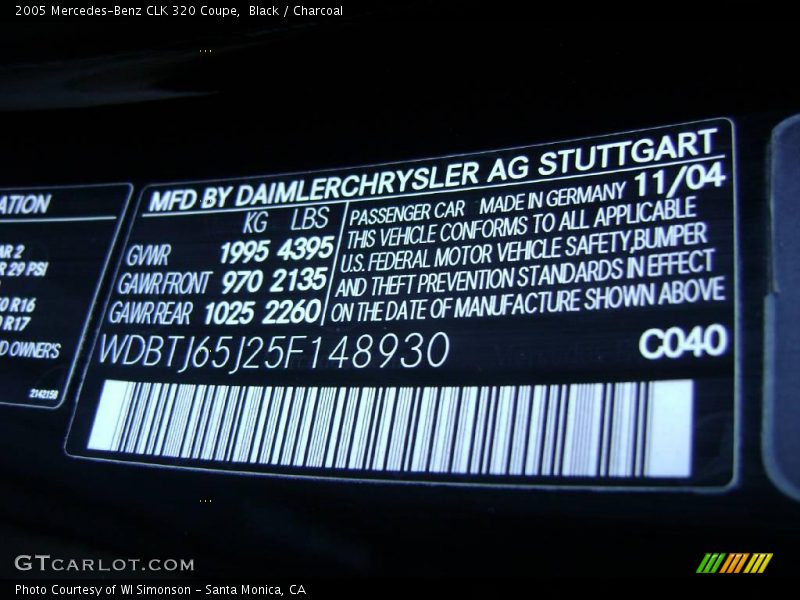 2005 Mercedes-Benz CLK 320 Coupe, Black / Charcoal
ATION
AR 2
R 29 PSI
0 R16
0 R17
D OWNER'S
2142158
MFD BY DAIMLERCHRYSLER AG STUTTGART
KG LBS
GVWR 1995 4395
GAWR FRONT 970 2135
GAWR REAR 1025 2260
PASSENGER CAR MADE IN GERMANY 11/04
THIS VEHICLE CONFORMS TO ALL APPLICABLE
U.S. FEDERAL MOTOR VEHICLE SAFETY,BUMPER
AND THEFT PREVENTION STANDARDS IN EFFECT
ON THE DATE OF MANUFACTURE SHOWN ABOVE
WDBTJ65J25F148930 C040
GTCARLOT.COM
Photo Courtesy of WI Simonson - Santa Monica, CA